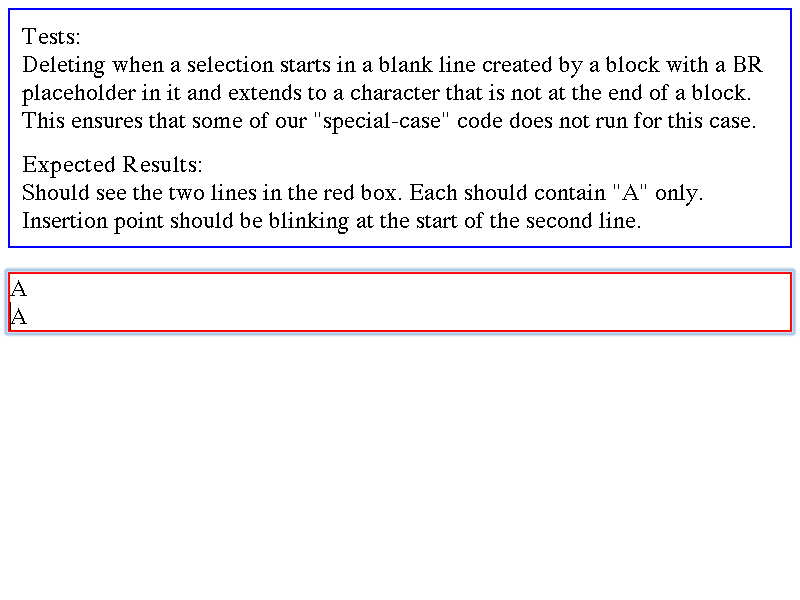 Tests:
Deleting when a selection starts in a blank line created by a block with a BR
placeholder in it and extends to a character that is not at the end of a block.
This ensures that some of our "special-case" code does not run for this case.
Expected Results:
Should see the two lines in the red box. Each should contain "A" only.
Insertion point should be blinking at the start of the second line.
A
A